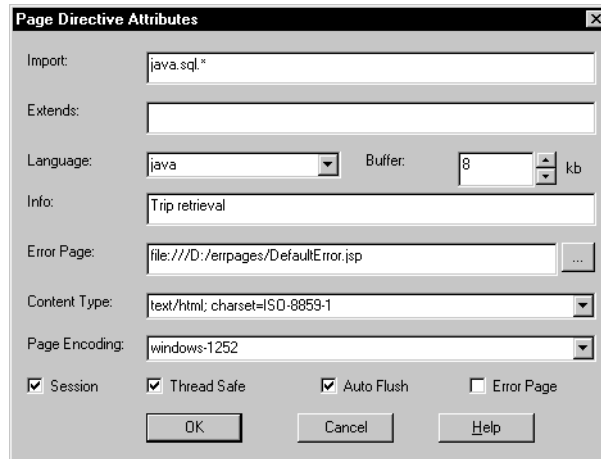 Page Directive Attributes
Import: java.sql.*
Extends:
Language: java Buffer: 8 kb
Info: Trip retrieval
Error Page: file:///D:/errpages/DefaultError.jsp ...
Content Type: text/html; charset=ISO-8859-1
Page Encoding: windows-1252
Session Thread Safe Auto Flush Error Page
OK Cancel Help